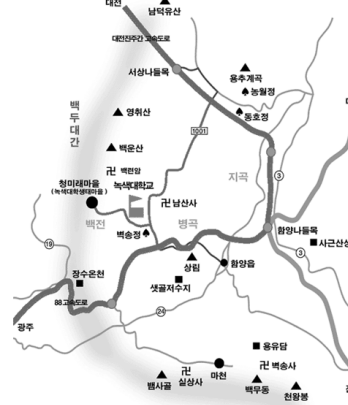 대전
남덕유산
대전진주간 고속도로
서상나들목
용추계곡
농월정
백두대간
영취산
동호정
1001
백운산
백련암
지곡
3
청미래마을
(녹색대학생태마을)
녹색대학교
남산사
백전
병곡
벽송정
함양나들목
19
사근산성
3
상림
함양읍
장수온천
샛골저수지
88고속도로
24
광주
용유담
벽송사
뱀사골
실상사
마천
백무동
천왕봉